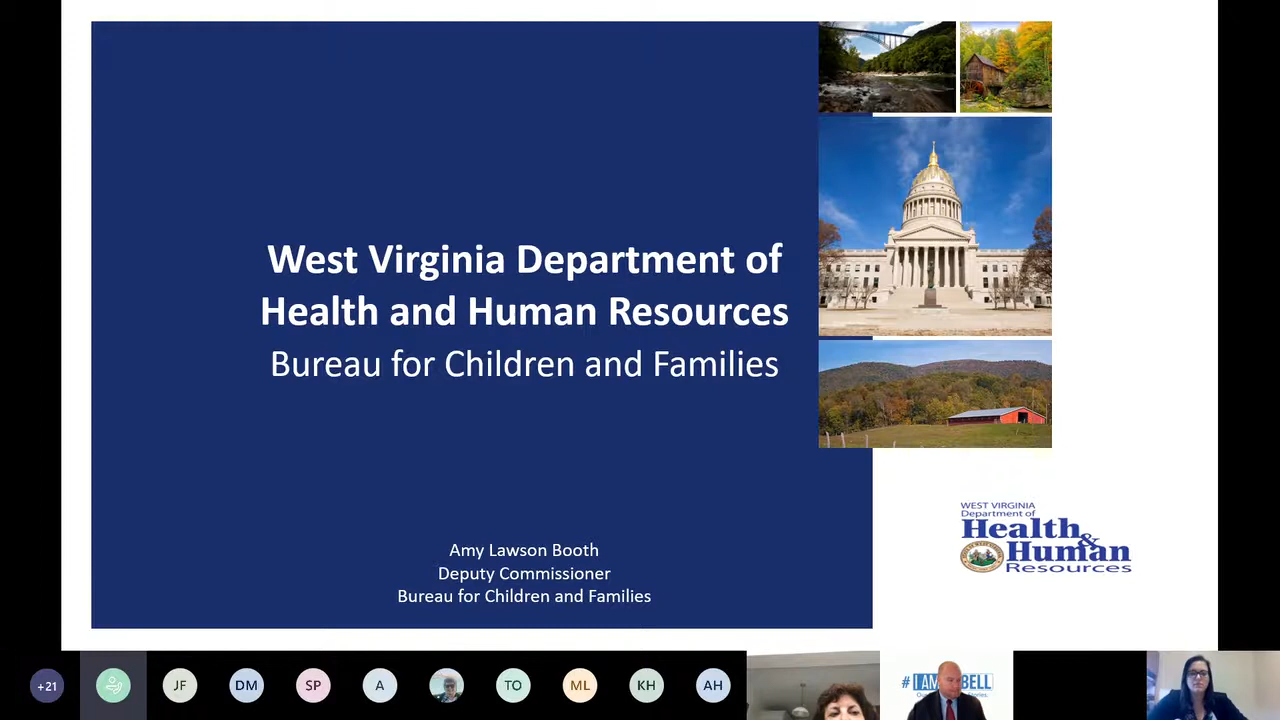 West Virginia Department of
Health and Human Resources
Bureau for Children and Families
Amy Lawson Booth
Deputy Commissioner
Bureau for Children and Families
WEST VIRGINIA
Department of
Health
&
Human
Resources
+21
JF
DM
SP
A
TO
ML
KH
AH